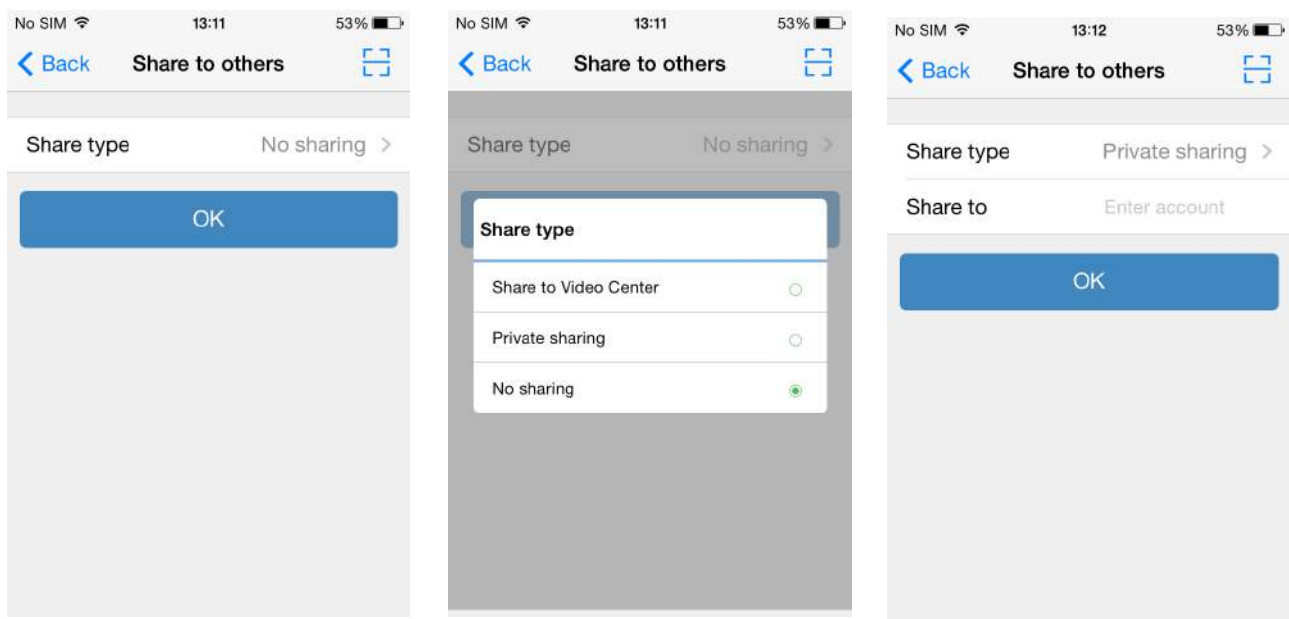 No SIM 13:11 53%
Back Share to others
Share type No sharing
OK
No SIM 13:11 53%
Back Share to others
Share type No sharing
Share type
Share to Video Center
Private sharing
No sharing
No SIM 13:12 53%
Back Share to others
Share type Private sharing
Share to Enter account
OK